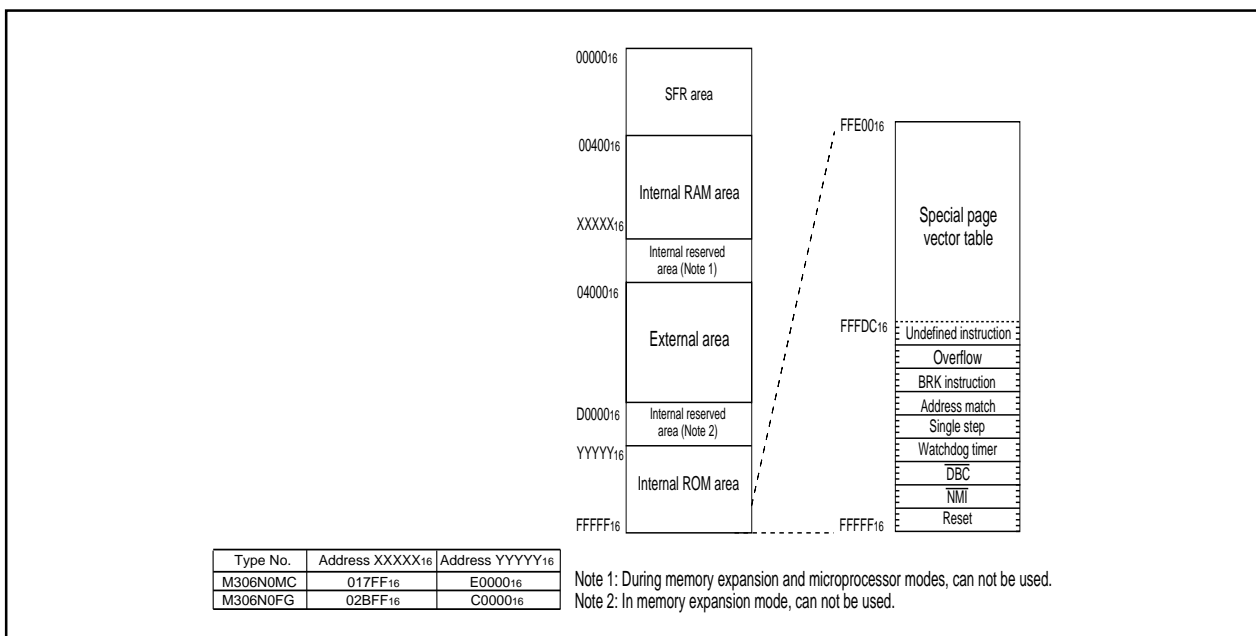 00000₁₆
SFR area
00400₁₆
Internal RAM area
XXXXX₁₆
Internal reserved
area (Note 1)
04000₁₆
External area
D0000₁₆
Internal reserved
area (Note 2)
YYYYY₁₆
Internal ROM area
FFFFF₁₆
FFE00₁₆
Special page
vector table
FFFDC₁₆
Undefined instruction
Overflow
BRK instruction
Address match
Single step
Watchdog timer
DBC
NMI
Reset
FFFFF₁₆
Type No. Address XXXXX₁₆ Address YYYYY₁₆
M306N0MC 017FF₁₆ E0000₁₆
M306N0FG 02BFF₁₆ C0000₁₆
Note 1: During memory expansion and microprocessor modes, can not be used.
Note 2: In memory expansion mode, can not be used.